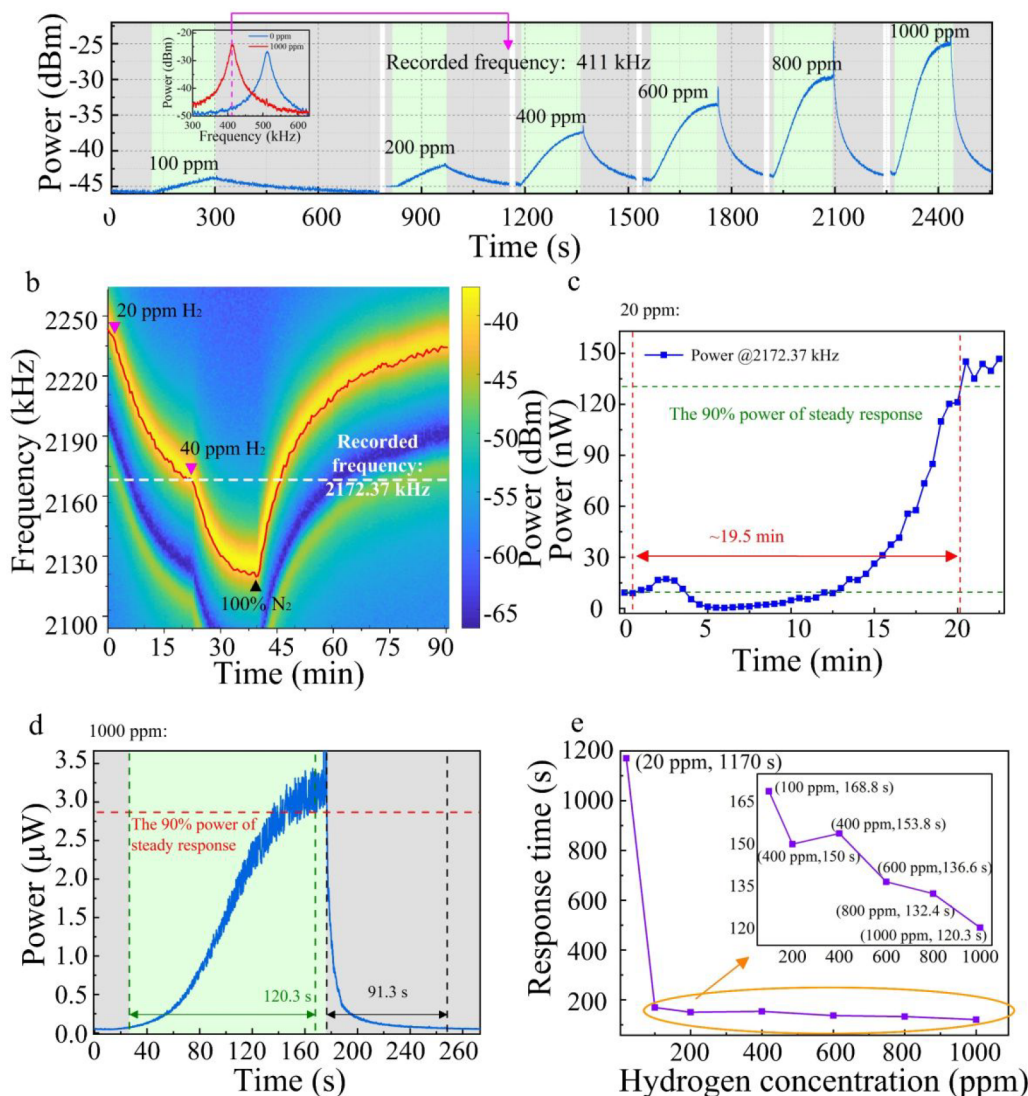 -25
-30
-35
-40
-45
Power (dBm)
-20
-30
-40
-50
Power (dBm)
0 ppm
1000 ppm
300 400 500 600
Frequency (kHz)
Recorded frequency: 411 kHz
100 ppm
200 ppm
400 ppm
600 ppm
800 ppm
1000 ppm
0 300 600 900 1200 1500 1800 2100 2400
Time (s)
b
20 ppm H₂
40 ppm H₂
100% N₂
Recorded
frequency:
2172.37 kHz
2250
2220
2190
2160
2130
2100
Frequency (kHz)
0 15 30 45 60 75 90
Time (min)
-40
-45
-50
-55
-60
-65
Power (dBm)
c
20 ppm:
Power @2172.37 kHz
The 90% power of steady response
~19.5 min
150
120
90
60
30
0
Power (nW)
0 5 10 15 20
Time (min)
d
1000 ppm:
3.5
3.0
2.5
2.0
1.5
1.0
0.5
0.0
Power (μW)
The 90% power of
steady response
120.3 s
91.3 s
0 40 80 120 160 200 260
Time (s)
e
1200
1000
800
600
400
200
0
Response time (s)
(20 ppm, 1170 s)
165
150
135
120
(100 ppm, 168.8 s)
(400 ppm,153.8 s)
(400 ppm,150 s)
(600 ppm,136.6 s)
(800 ppm, 132.4 s)
(1000 ppm, 120.3 s)
200 400 600 800 1000
200 400 600 800 1000
Hydrogen concentration (ppm)